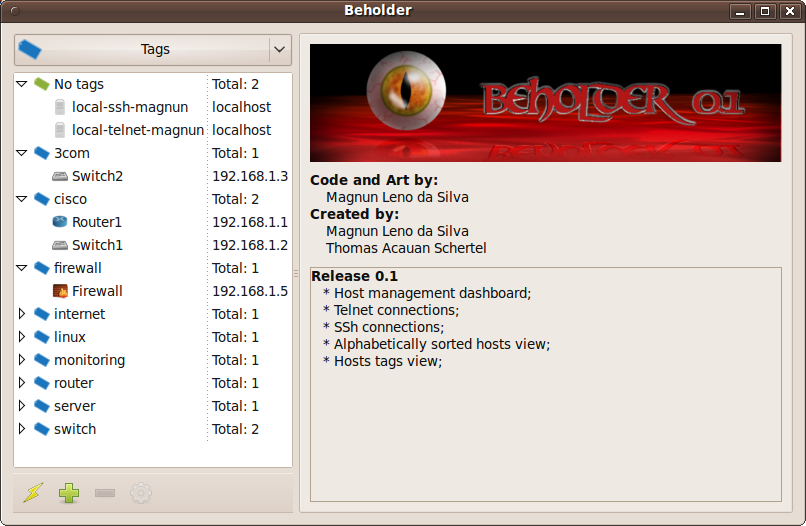 Beholder
Tags
No tags Total: 2
local-ssh-magnun localhost
local-telnet-magnun localhost
3com Total: 1
Switch2 192.168.1.3
cisco Total: 2
Router1 192.168.1.1
Switch1 192.168.1.2
firewall Total: 1
Firewall 192.168.1.5
internet Total: 1
linux Total: 1
monitoring Total: 1
router Total: 1
server Total: 1
switch Total: 2
BEHOLDER 0.1
Code and Art by:
Magnun Leno da Silva
Created by:
Magnun Leno da Silva
Thomas Acauan Schertel
Release 0.1
* Host management dashboard;
* Telnet connections;
* SSh connections;
* Alphabetically sorted hosts view;
* Hosts tags view;